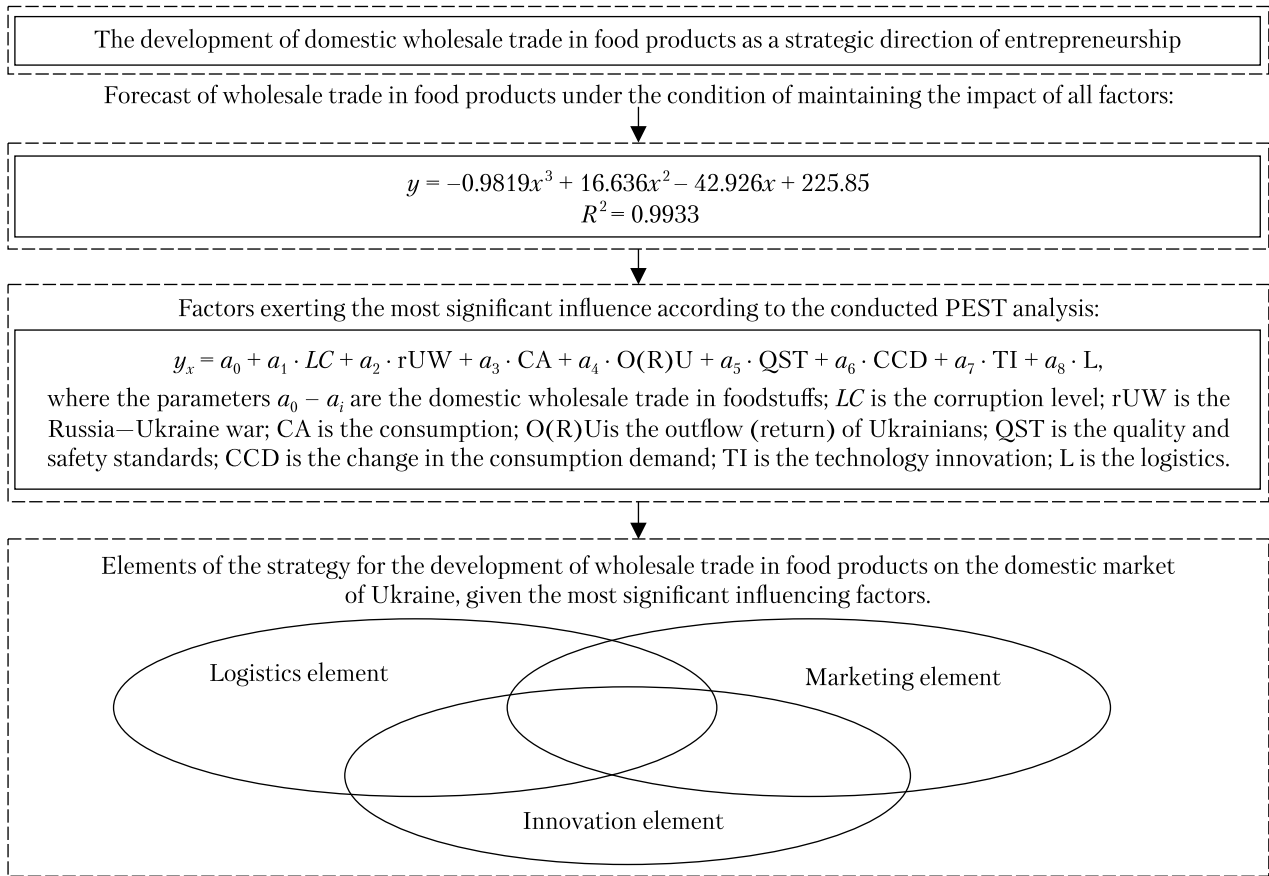 The development of domestic wholesale trade in food products as a strategic direction of entrepreneurship
Forecast of wholesale trade in food products under the condition of maintaining the impact of all factors:
y = −0.9819x³ + 16.636x² − 42.926x + 225.85
R² = 0.9933
Factors exerting the most significant influence according to the conducted PEST analysis:
yₓ = a₀ + a₁ · LC + a₂ · rUW + a₃ · CA + a₄ · O(R)U + a₅ · QST + a₆ · CCD + a₇ · TI + a₈ · L,
where the parameters a₀ – aᵢ are the domestic wholesale trade in foodstuffs; LC is the corruption level; rUW is the
Russia—Ukraine war; CA is the consumption; O(R)Uis the outflow (return) of Ukrainians; QST is the quality and
safety standards; CCD is the change in the consumption demand; TI is the technology innovation; L is the logistics.
Elements of the strategy for the development of wholesale trade in food products on the domestic market
of Ukraine, given the most significant influencing factors.
Logistics element
Marketing element
Innovation element